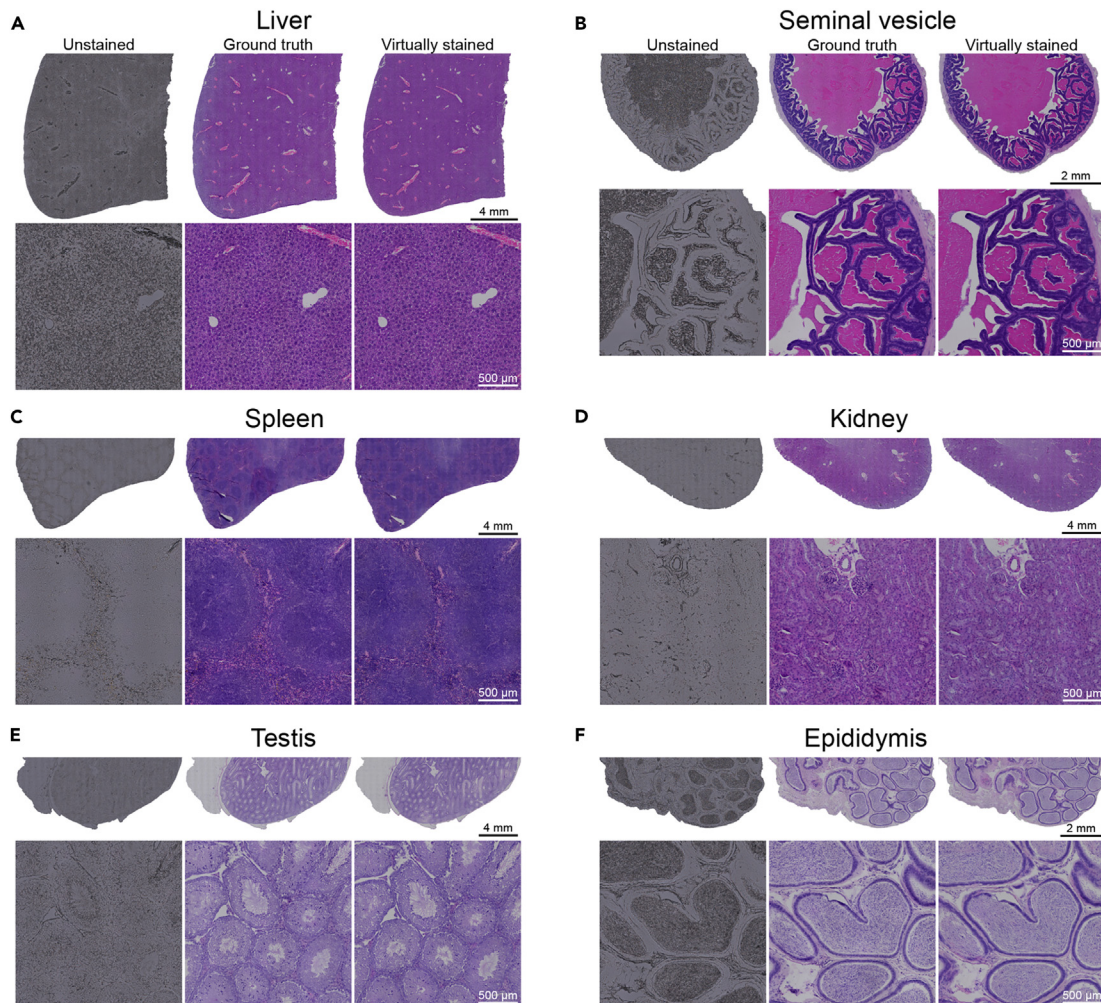 A
Liver
Unstained
Ground truth
Virtually stained
4 mm
500 µm
B
Seminal vesicle
Unstained
Ground truth
Virtually stained
2 mm
500 µm
C
Spleen
4 mm
500 µm
D
Kidney
4 mm
500 µm
E
Testis
4 mm
500 µm
F
Epididymis
2 mm
500 µm